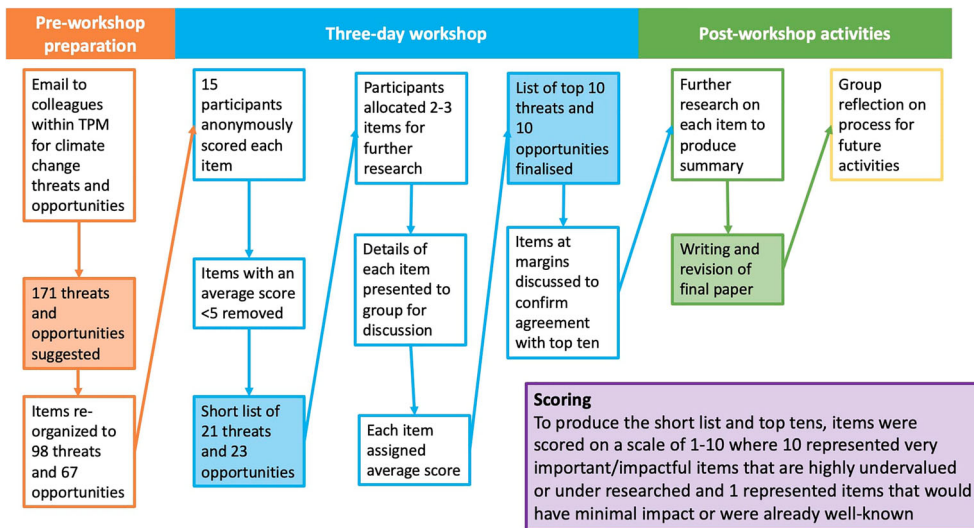 Pre-workshop
preparation
Three-day workshop
Post-workshop activities
Email to
colleagues
within TPM
for climate
change
threats and
opportunities
171 threats
and
opportunities
suggested
Items re-
organized to
98 threats
and 67
opportunities
15
participants
anonymously
scored each
item
Items with an
average score
<5 removed
Short list of
21 threats
and 23
opportunities
Participants
allocated 2-3
items for
further
research
Details of
each item
presented to
group for
discussion
Each item
assigned
average score
List of top 10
threats and
10
opportunities
finalised
Items at
margins
discussed to
confirm
agreement
with top ten
Further
research on
each item to
produce
summary
Writing and
revision of
final paper
Group
reflection on
process for
future
activities
Scoring
To produce the short list and top tens, items were
scored on a scale of 1-10 where 10 represented very
important/impactful items that are highly undervalued
or under researched and 1 represented items that would
have minimal impact or were already well-known